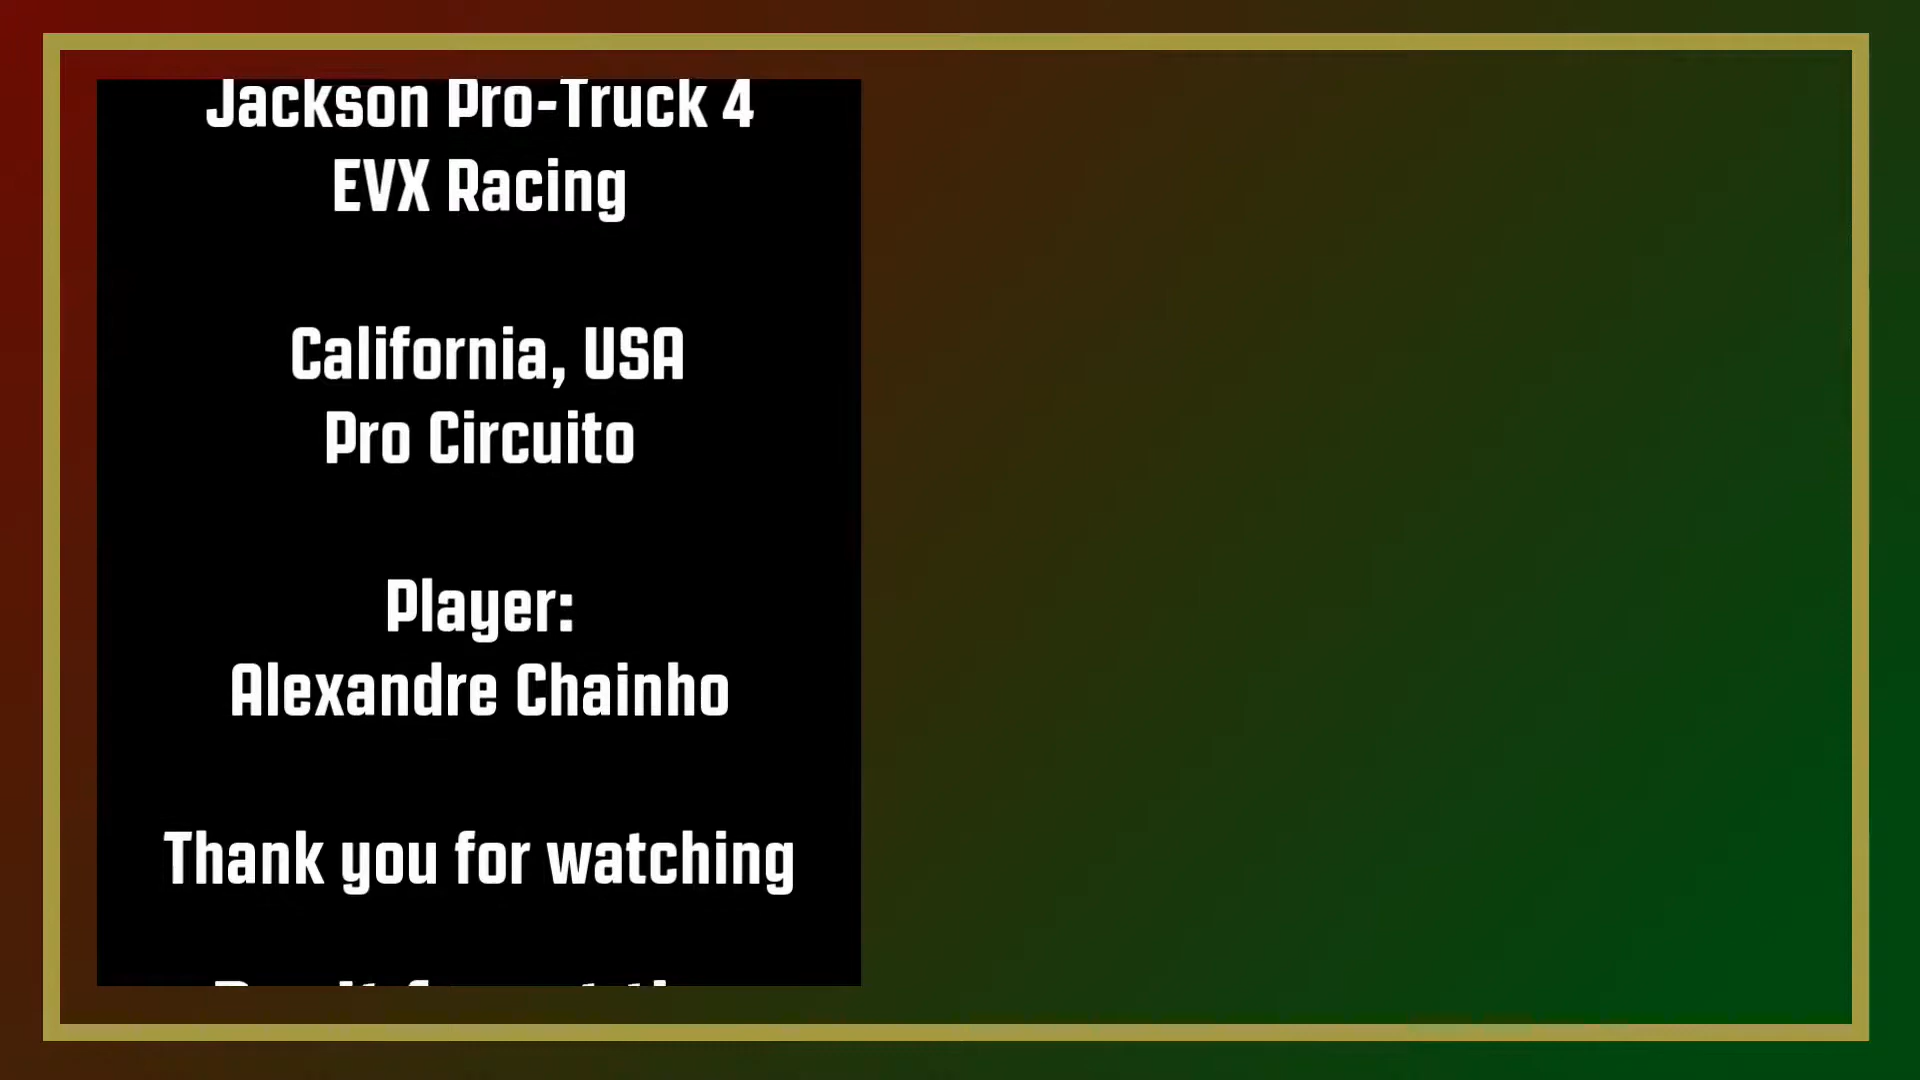 Jackson Pro-Truck 4
EVX Racing
California, USA
Pro Circuito
Player:
Alexandre Chainho
Thank you for watching